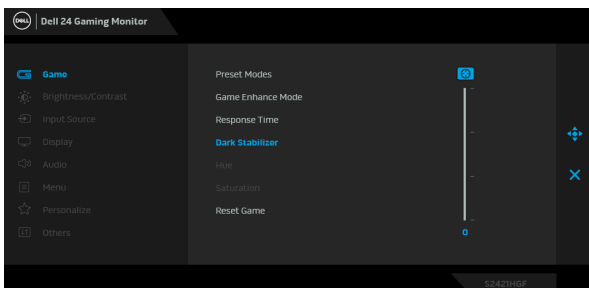 DELL
Dell 24 Gaming Monitor
Game
Brightness/Contrast
Input Source
Display
Audio
Menu
Personalize
Others
Preset Modes
Game Enhance Mode
Response Time
Dark Stabilizer
Hue
Saturation
Reset Game
0
S2421HGF